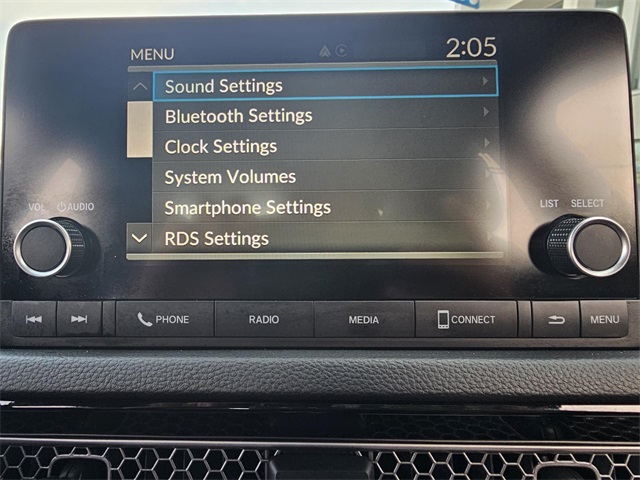 MENU 2:05
Sound Settings
Bluetooth Settings
Clock Settings
System Volumes
Smartphone Settings
RDS Settings
VOL AUDIO
LIST SELECT
PHONE RADIO MEDIA CONNECT MENU